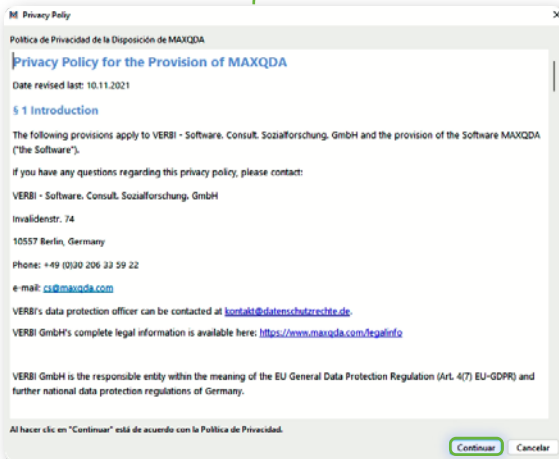 Privacy Poliy
Política de Privacidad de la Disposición de MAXQDA
Privacy Policy for the Provision of MAXQDA
Date revised last: 10.11.2021
§ 1 Introduction
The following provisions apply to VERBI - Software. Consult. Sozialforschung. GmbH and the provision of the Software MAXQDA
("the Software").
If you have any questions regarding this privacy policy, please contact:
VERBI - Software. Consult. Sozialforschung. GmbH
Invalidenstr. 74
10557 Berlin, Germany
Phone: +49 (0)30 206 33 59 22
e-mail: cs@maxqda.com
VERBI's data protection officer can be contacted at kontakt@datenschutzrechte.de.
VERBI GmbH's complete legal information is available here: https://www.maxqda.com/legalinfo
VERBI GmbH is the responsible entity within the meaning of the EU General Data Protection Regulation (Art. 4(7) EU-GDPR) and
further national data protection regulations of Germany.
Al hacer clic en "Continuar" está de acuerdo con la Política de Privacidad.
Continuar Cancelar